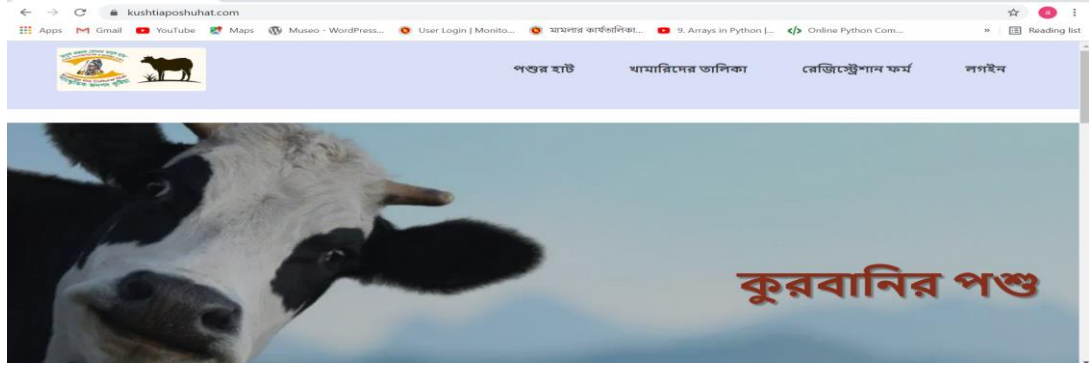 kushtiaposhuhat.com
Apps Gmail YouTube Maps Museo - WordPress... User Login | Monito... মামলার কার্যতালিকা... 9. Arrays in Python |... Online Python Com... » Reading list
পশুর হাট খামারিদের তালিকা রেজিস্ট্রেশান ফর্ম লগইন
কুরবানির পশু